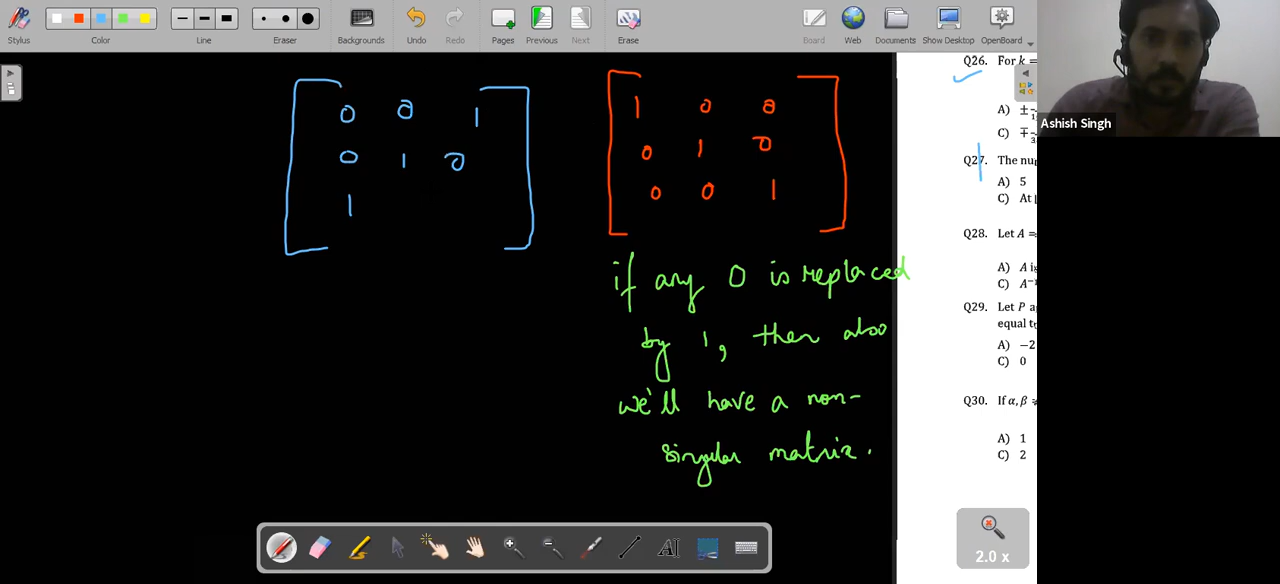 Stylus
Color
Line
Eraser
Backgrounds
Undo
Redo
Pages
Previous
Next
Erase
Board
Web
Documents
Show Desktop
OpenBoard
0 0 1
0 1 0
1
1 0 0
0 1 0
0 0 1
if any 0 is replaced
by 1, then also
we'll have a non-
singular matrix.
Q26. For k =
A) ±
C) ∓
Q27. The nu
A) 5
C) At
Q28. Let A =
A) A i
C) A⁻
Q29. Let P a
equal t
A) −2
C) 0
Q30. If α, β
A) 1
C) 2
Ashish Singh
AI
2.0 x